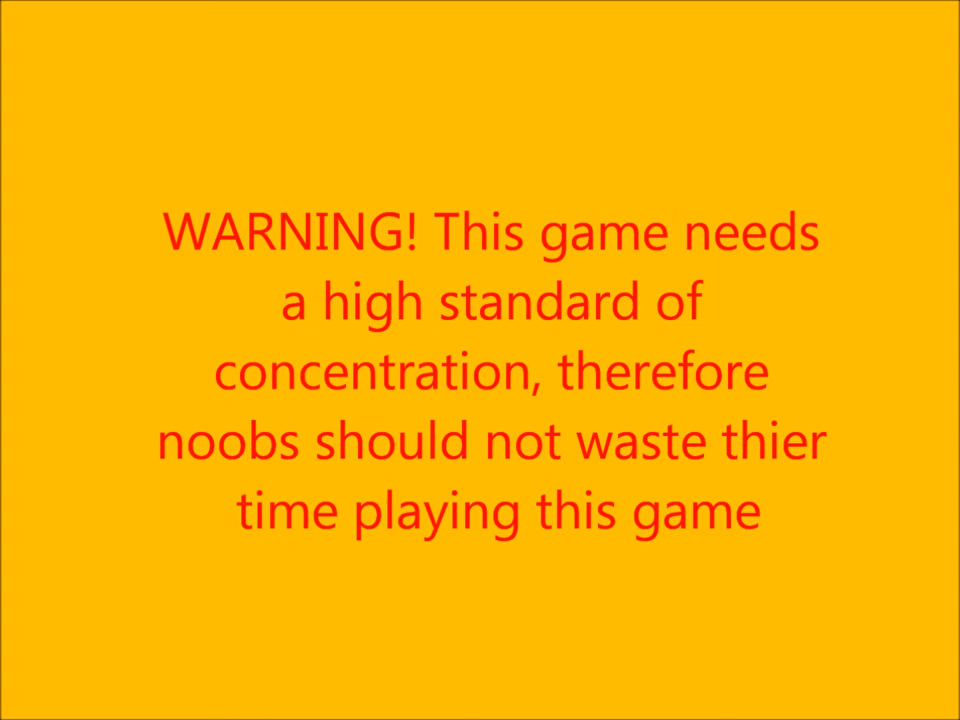 WARNING! This game needs
a high standard of
concentration, therefore
noobs should not waste thier
time playing this game